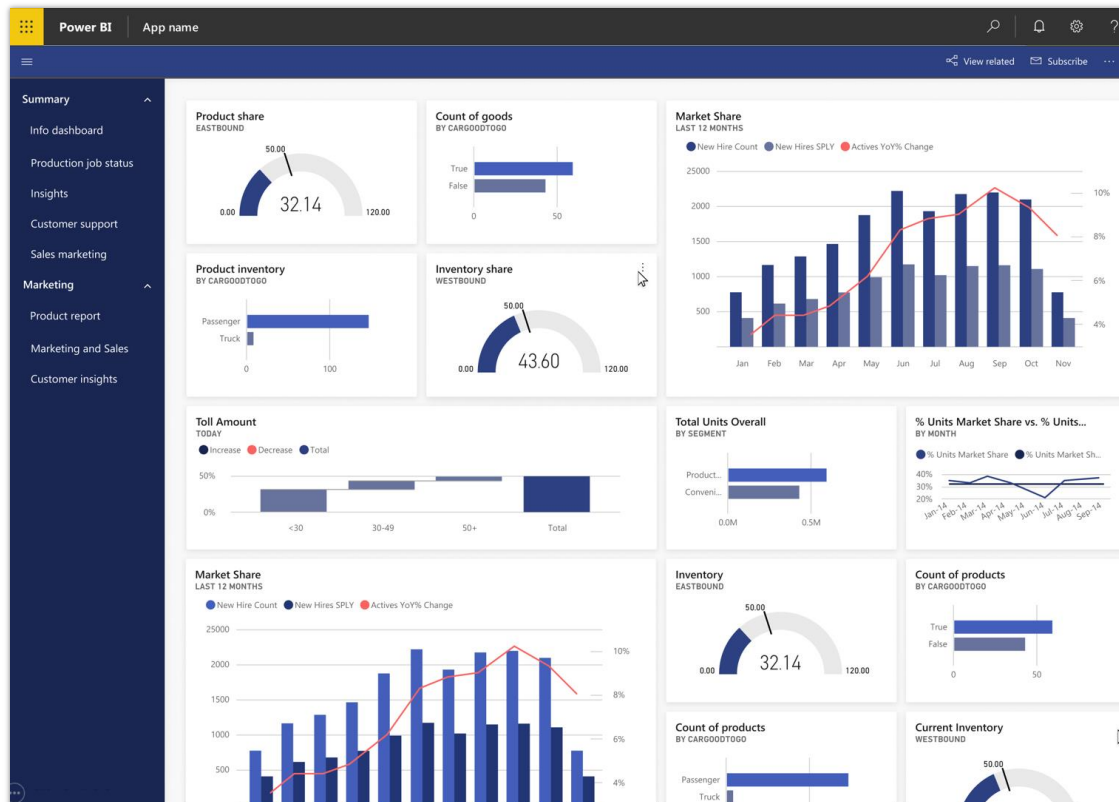 Power BI
App name
?
View related
Subscribe
Summary
Info dashboard
Production job status
Insights
Customer support
Sales marketing
Marketing
Product report
Marketing and Sales
Customer insights
Product share
EASTBOUND
50.00
32.14
0.00
120.00
Count of goods
BY CARGOODTOGO
True
False
0
50
Market Share
LAST 12 MONTHS
New Hire Count
New Hires SPLY
Actives YoY% Change
25000
2000
1500
1000
500
10%
8%
6%
4%
Jan
Feb
Mar
Apr
May
Jun
Jul
Aug
Sep
Oct
Nov
Product inventory
BY CARGOODTOGO
Passenger
Truck
0
100
Inventory share
WESTBOUND
50.00
43.60
0.00
120.00
Toll Amount
TODAY
Increase
Decrease
Total
50%
0%
<30
30-49
50+
Total
Total Units Overall
BY SEGMENT
Product...
Conveni...
0.0M
0.5M
% Units Market Share vs. % Units...
BY MONTH
% Units Market Share
% Units Market Sh...
40%
30%
20%
Jan-14
Feb-14
Mar-14
Apr-14
May-14
Jun-14
Jul-14
Aug-14
Sep-14
Market Share
LAST 12 MONTHS
New Hire Count
New Hires SPLY
Actives YoY% Change
25000
2000
1500
1000
500
10%
8%
6%
4%
Inventory
EASTBOUND
50.00
32.14
0.00
120.00
Count of products
BY CARGOODTOGO
True
False
0
50
Count of products
BY CARGOODTOGO
Passenger
Truck
Current Inventory
WESTBOUND
50.00